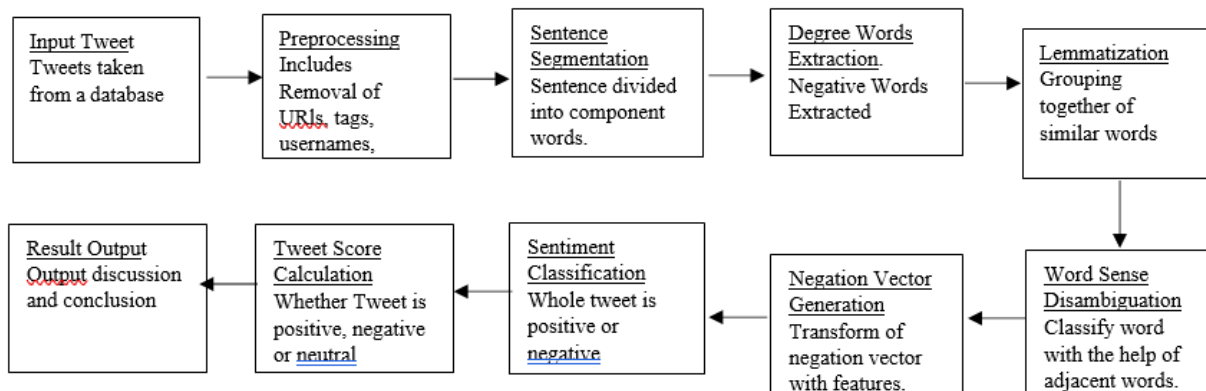 Input Tweet
Tweets taken
from a database
Preprocessing
Includes
Removal of
URls, tags,
usernames,
Sentence
Segmentation
Sentence divided
into component
words.
Degree Words
Extraction.
Negative Words
Extracted
Lemmatization
Grouping
together of
similar words
Word Sense
Disambiguation
Classify word
with the help of
adjacent words.
Negation Vector
Generation
Transform of
negation vector
with features.
Sentiment
Classification
Whole tweet is
positive or
negative
Tweet Score
Calculation
Whether Tweet is
positive, negative
or neutral
Result Output
Output discussion
and conclusion